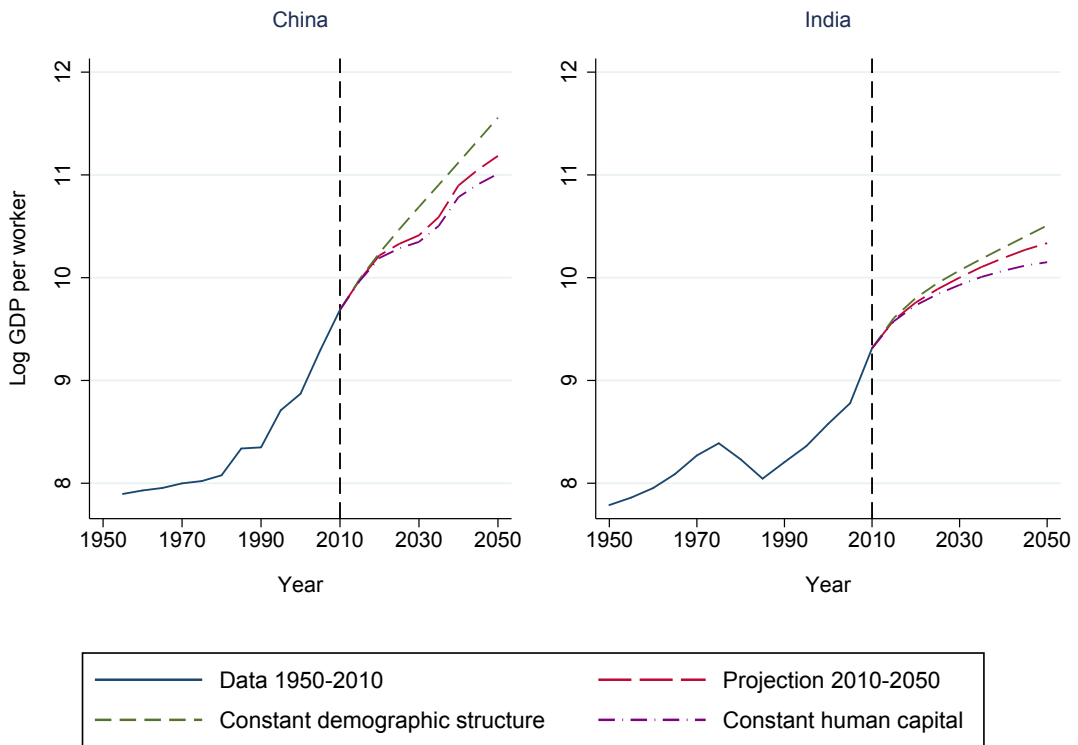 China
India
Log GDP per worker
12
11
10
9
8
1950 1970 1990 2010 2030 2050
Year
12
11
10
9
8
1950 1970 1990 2010 2030 2050
Year
Data 1950-2010
Projection 2010-2050
Constant demographic structure
Constant human capital